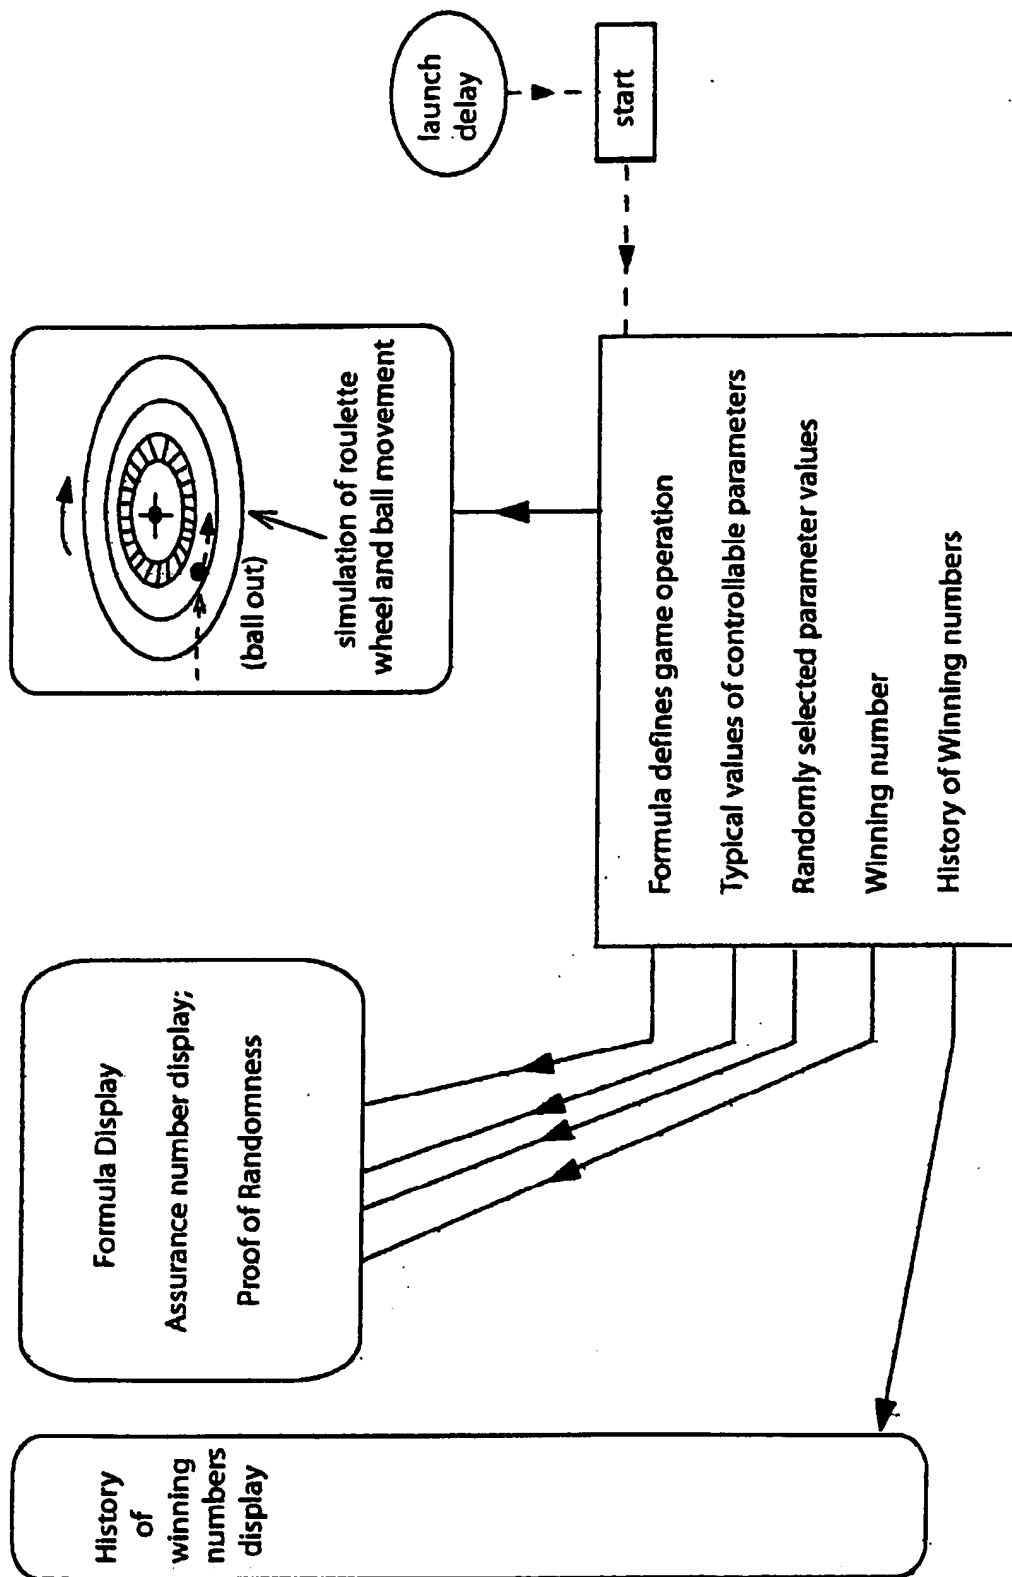 History
of
winning
numbers
display
Formula Display
Assurance number display;
Proof of Randomness
(ball out)
simulation of roulette
wheel and ball movement
launch
delay
start
Formula defines game operation
Typical values of controllable parameters
Randomly selected parameter values
Winning number
History of Winning numbers